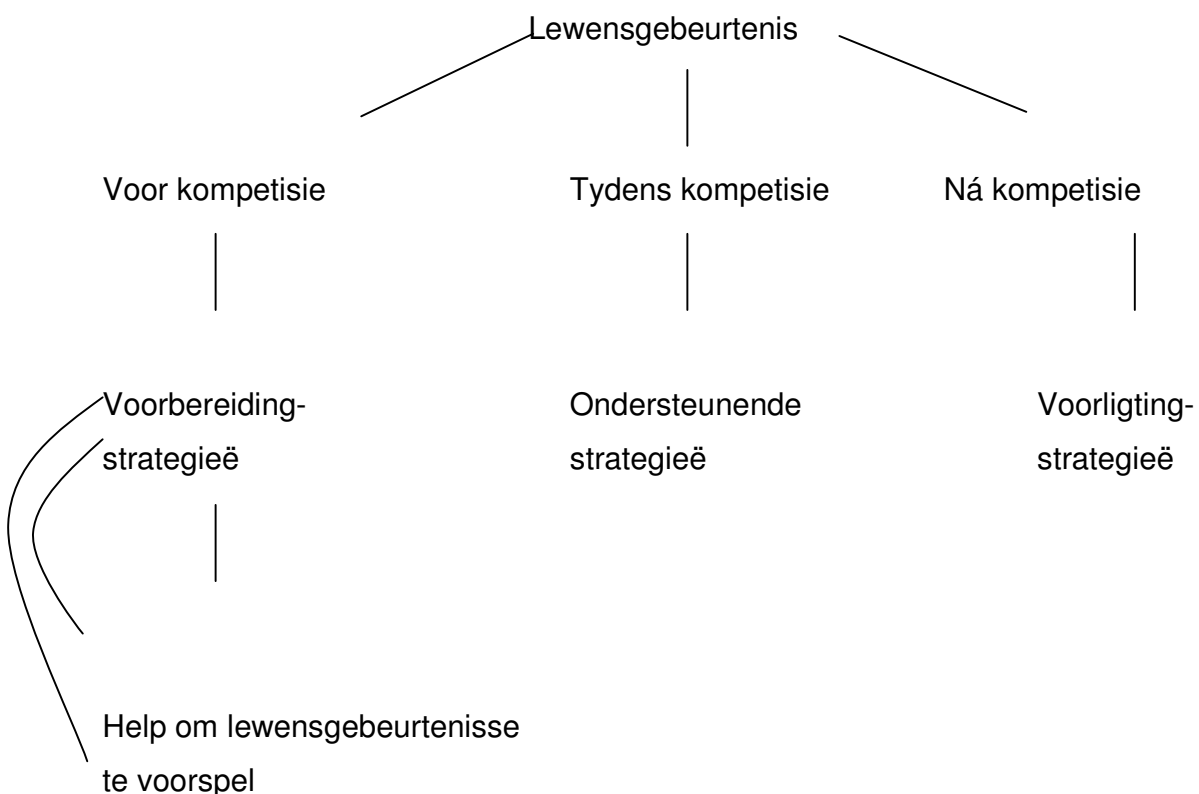 Lewensgebeurtenis
Voor kompetisie
Tydens kompetisie
Ná kompetisie
Voorbereiding-
strategieë
Ondersteunende
strategieë
Voorligting-
strategieë
Help om lewensgebeurtenisse
te voorspel